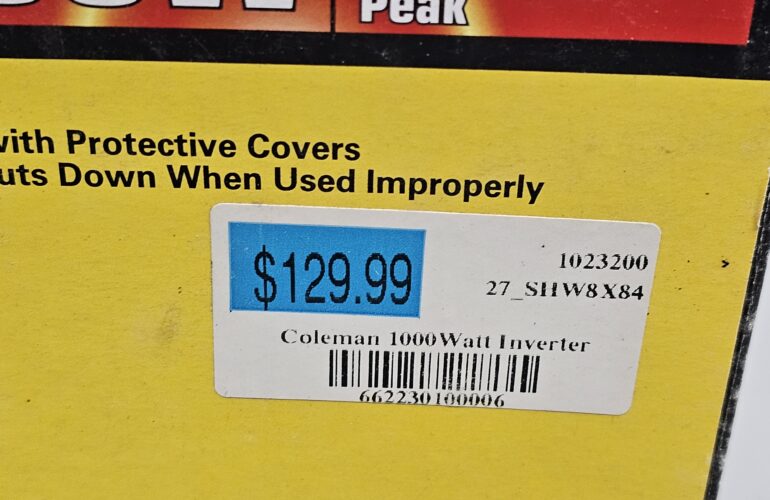 Peak
with Protective Covers
uts Down When Used Improperly
$129.99
1023200
27_SHW8X84
Coleman 1000Watt Inverter
662230100006